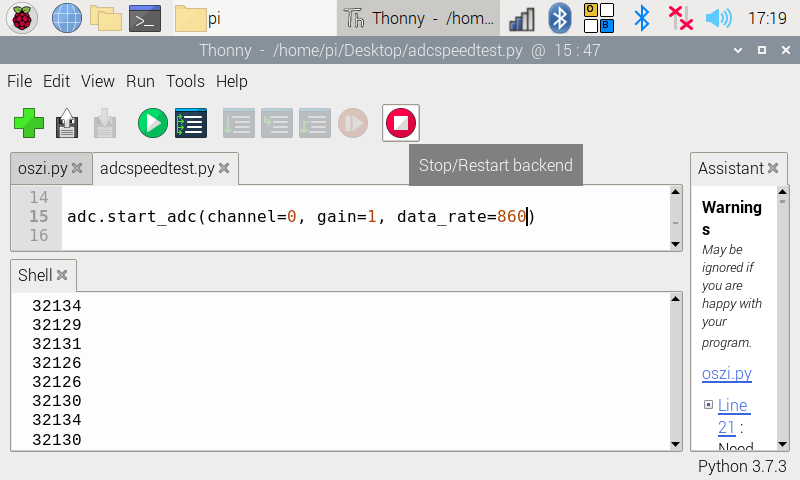 pi
Thonny - /hom...
O
B
17:19
Thonny - /home/pi/Desktop/adcspeedtest.py @ 15 : 47
File Edit View Run Tools Help
Stop/Restart backend
oszi.py
adcspeedtest.py
14
15 adc.start_adc(channel=0, gain=1, data_rate=860)
16
Shell
32134
32129
32131
32126
32126
32130
32134
32130
Assistant
Warning
s
May be
ignored if
you are
happy with
your
program.
oszi.py
Line
21 :
Need
Python 3.7.3